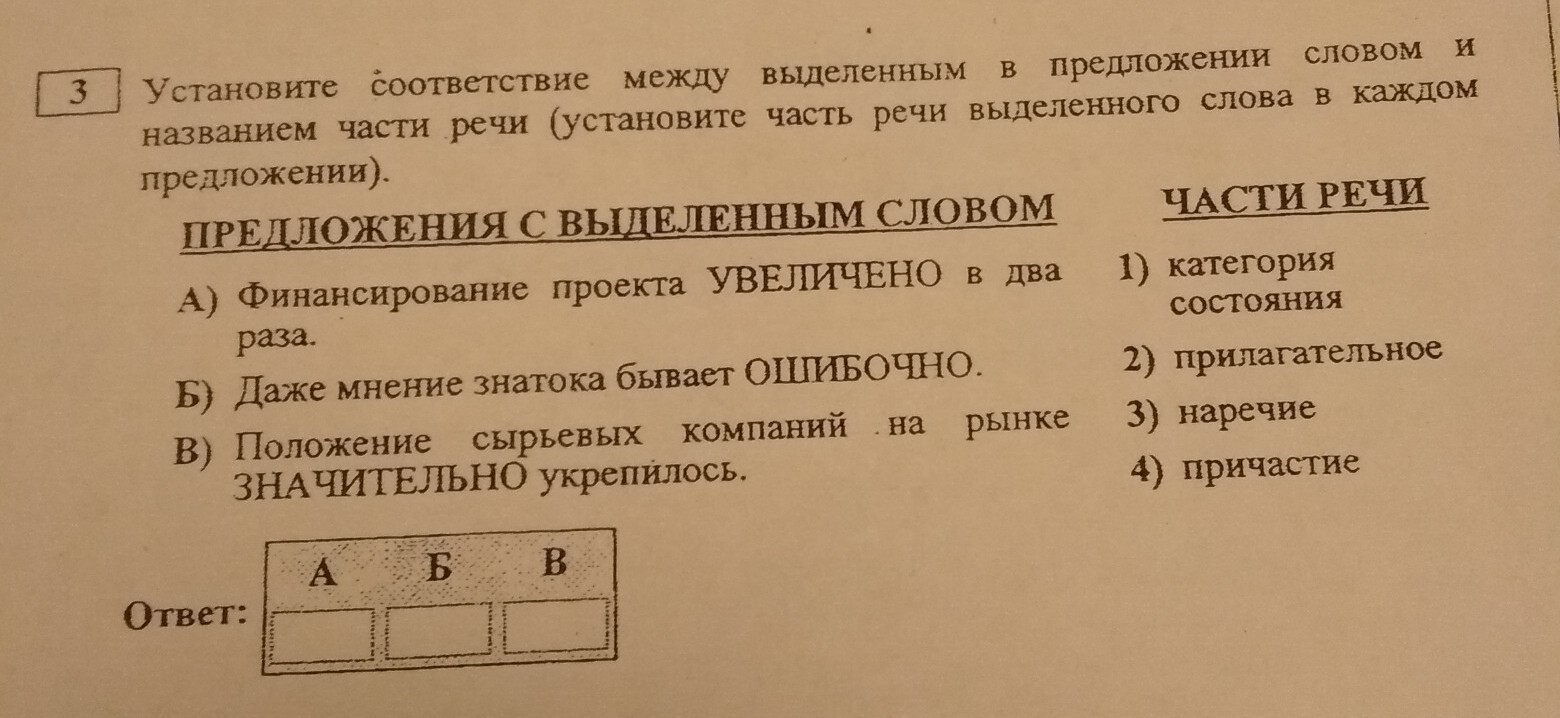 3 Установите соответствие между выделенным в предложении словом и
названием части речи (установите часть речи выделенного слова в каждом
предложении).
ПРЕДЛОЖЕНИЯ С ВЫДЕЛЕННЫМ СЛОВОМ
А) Финансирование проекта УВЕЛИЧЕНО в два
раза.
Б) Даже мнение знатока бывает ОШИБОЧНО.
В) Положение сырьевых компаний на рынке
ЗНАЧИТЕЛЬНО укрепилось.
ЧАСТИ РЕЧИ
1) категория
состояния
2) прилагательное
3) наречие
4) причастие
Ответ:
А Б В